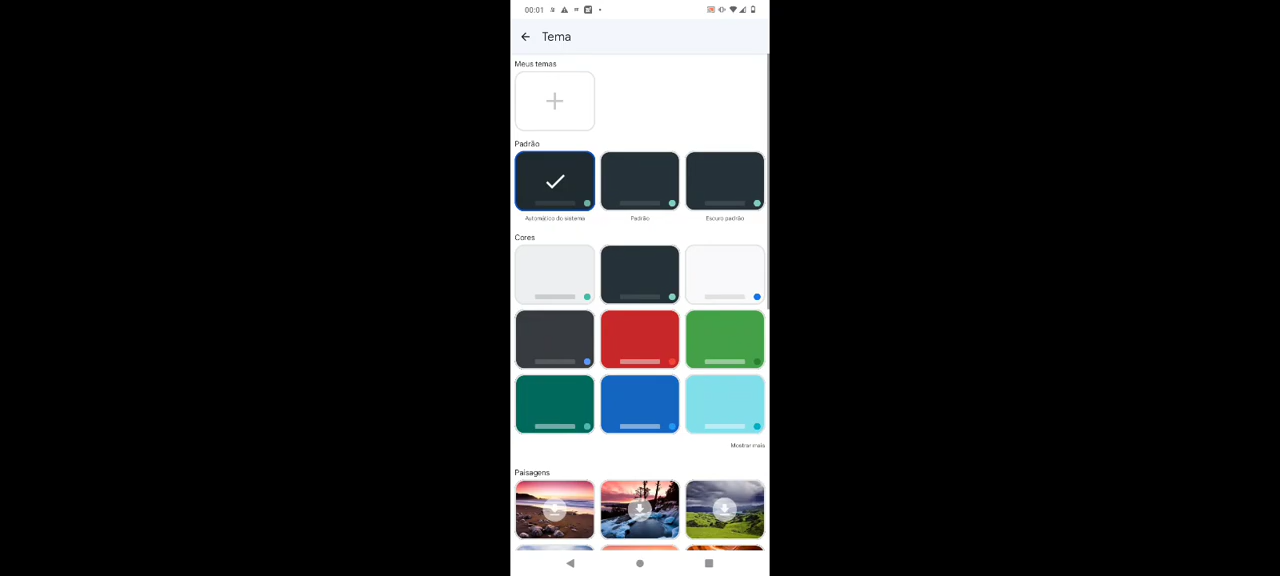 00:01
Tema
Meus temas
Padrão
Automático do sistema
Padrão
Escuro padrão
Cores
Mostrar mais
Paisagens